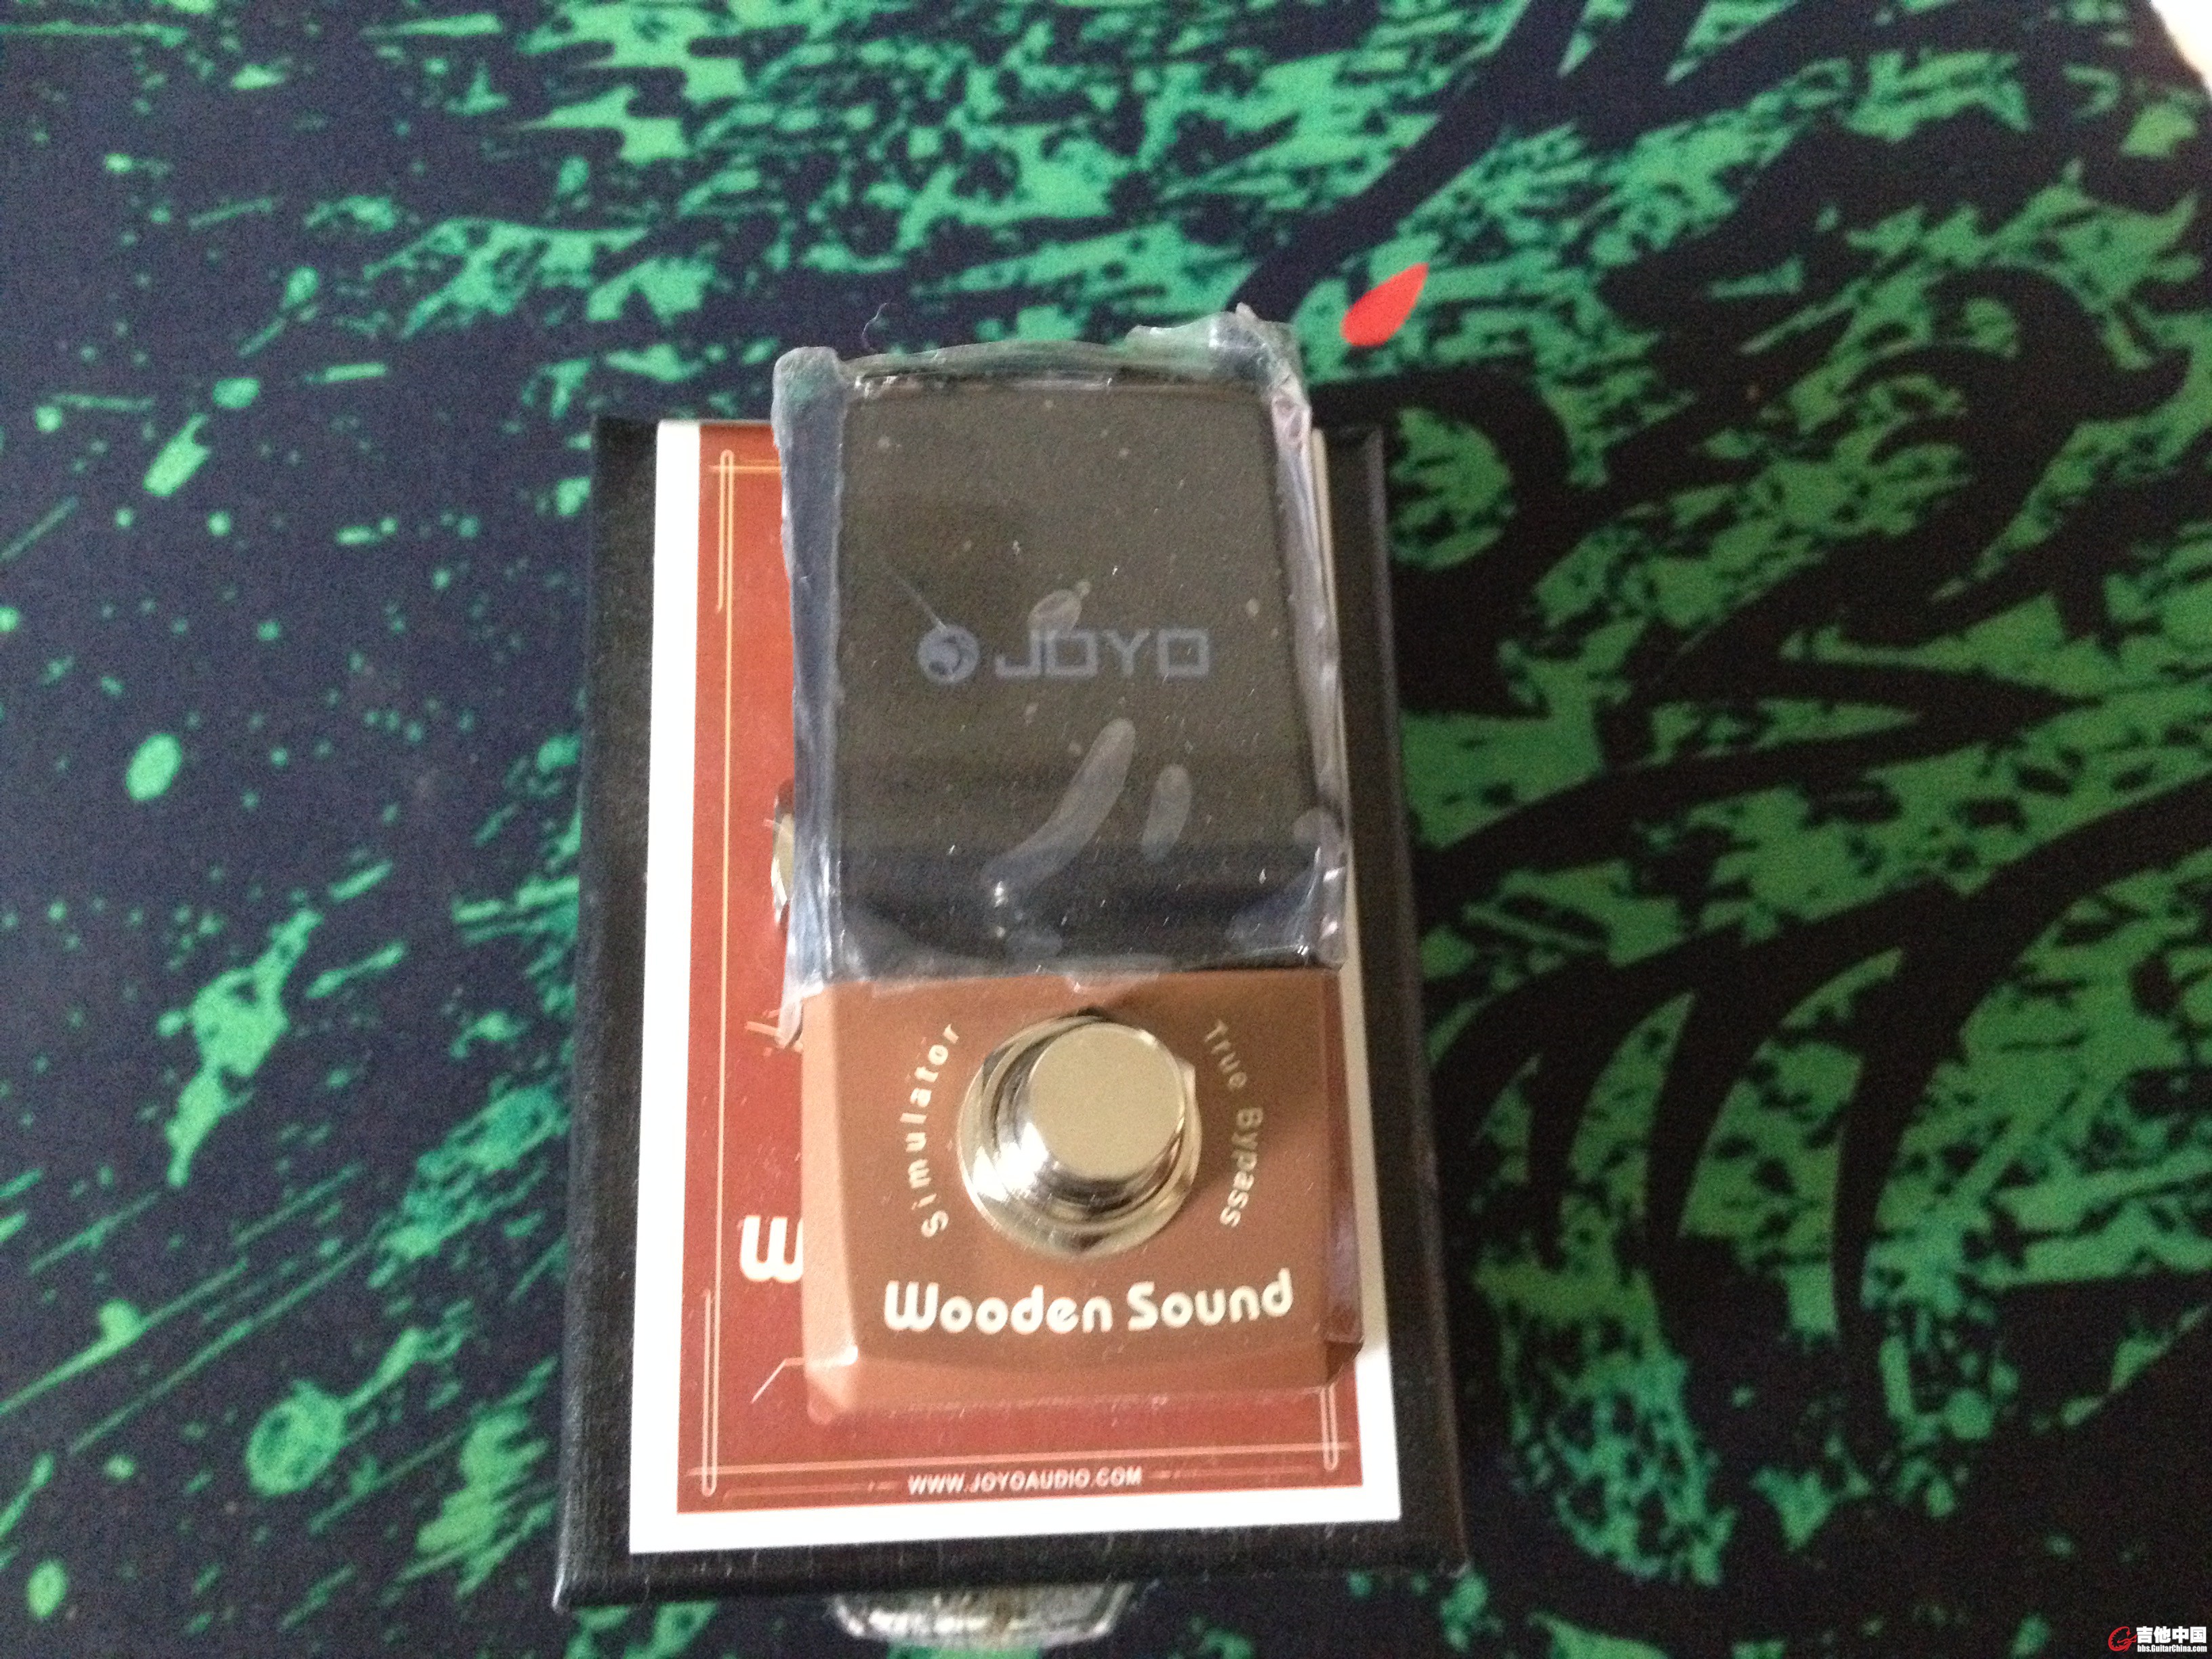 JOYO
Simulator
True Bypass
Wooden Sound
W
WWW.JOYOAUDIO.COM
吉他中国
bbs.GuitarChina.com